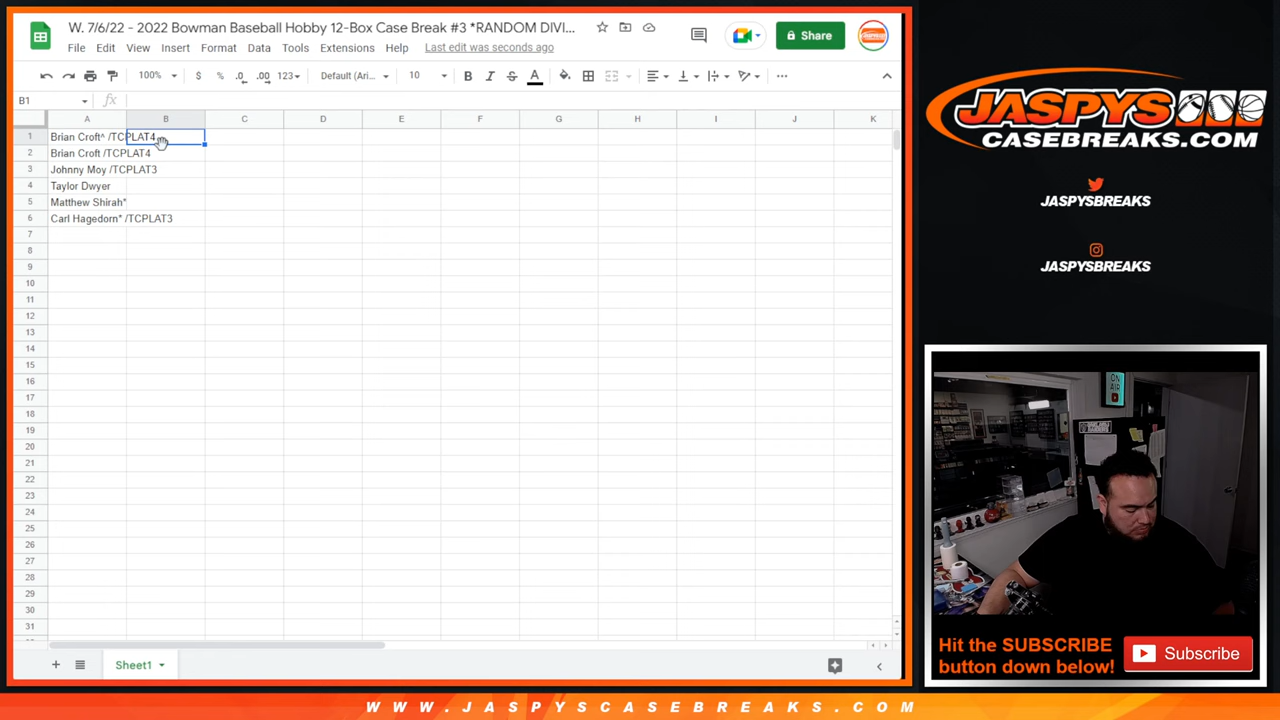 W. 7/6/22 - 2022 Bowman Baseball Hobby 12-Box Case Break #3 *RANDOM DIVI...
File Edit View Insert Format Data Tools Extensions Help Last edit was seconds ago
Share
100% $ % .0 .00 123 Default (Ari... 10 B I S A
B1 fx
A B C D E F G H I J K
1 Brian Croft^ /TCPLAT4
2 Brian Croft /TCPLAT4
3 Johnny Moy /TCPLAT3
4 Taylor Dwyer
5 Matthew Shirah*
6 Carl Hagedorn* /TCPLAT3
7
8
9
10
11
12
13
14
15
16
17
18
19
20
21
22
23
24
25
26
27
28
29
30
31
Sheet1
JASPYS
CASEBREAKS.COM
JASPYSBREAKS
JASPYSBREAKS
ON
AIR
Hit the SUBSCRIBE
button down below!
Subscribe
WWW.JASPYSCASEBREAKS.COM